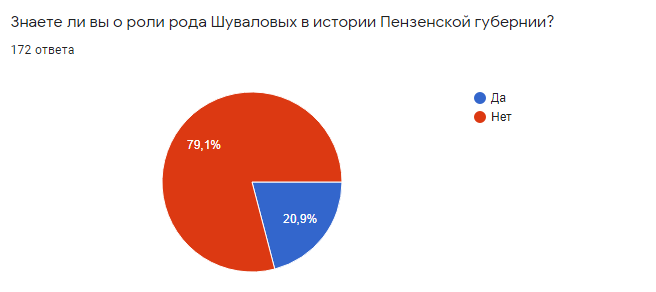 Знаете ли вы о роли рода Шуваловых в истории Пензенской губернии?
172 ответа
Да
Нет
79,1%
20,9%